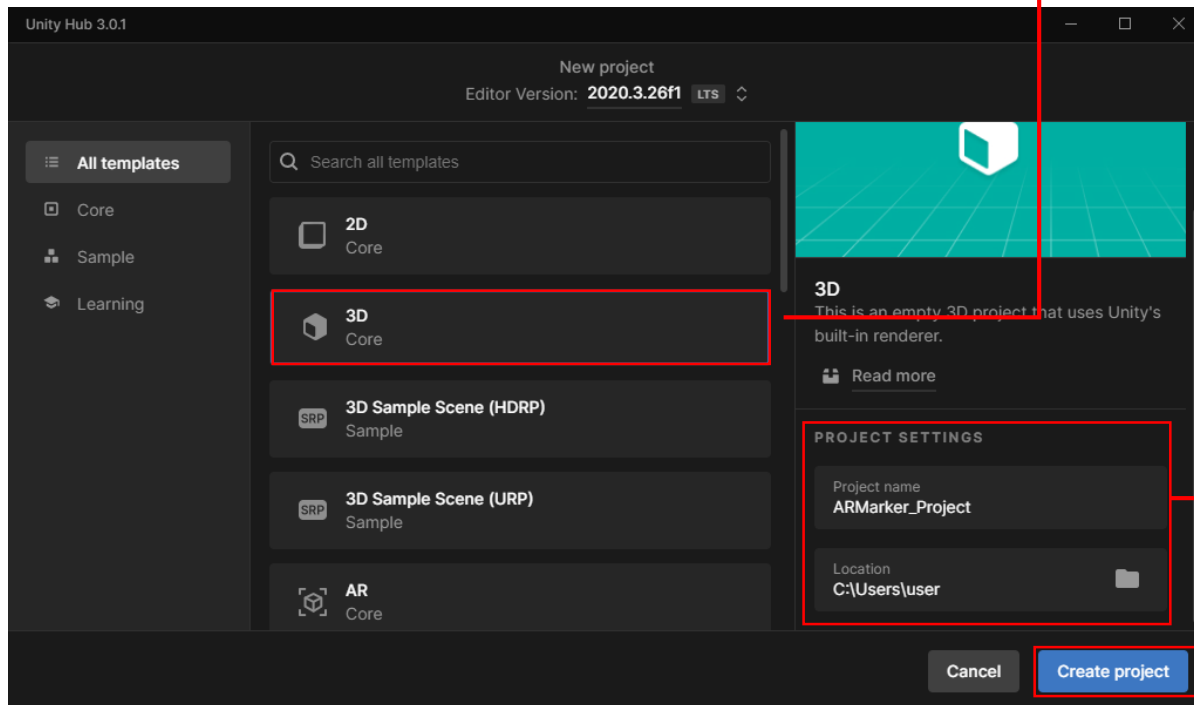 Unity Hub 3.0.1
New project
Editor Version: 2020.3.26f1 LTS
All templates
Core
Sample
Learning
Search all templates
2D
Core
3D
Core
3D Sample Scene (HDRP)
SRP
Sample
3D Sample Scene (URP)
SRP
Sample
AR
Core
3D
This is an empty 3D project that uses Unity's
built-in renderer.
Read more
PROJECT SETTINGS
Project name
ARMarker_Project
Location
C:\Users\user
Cancel
Create project